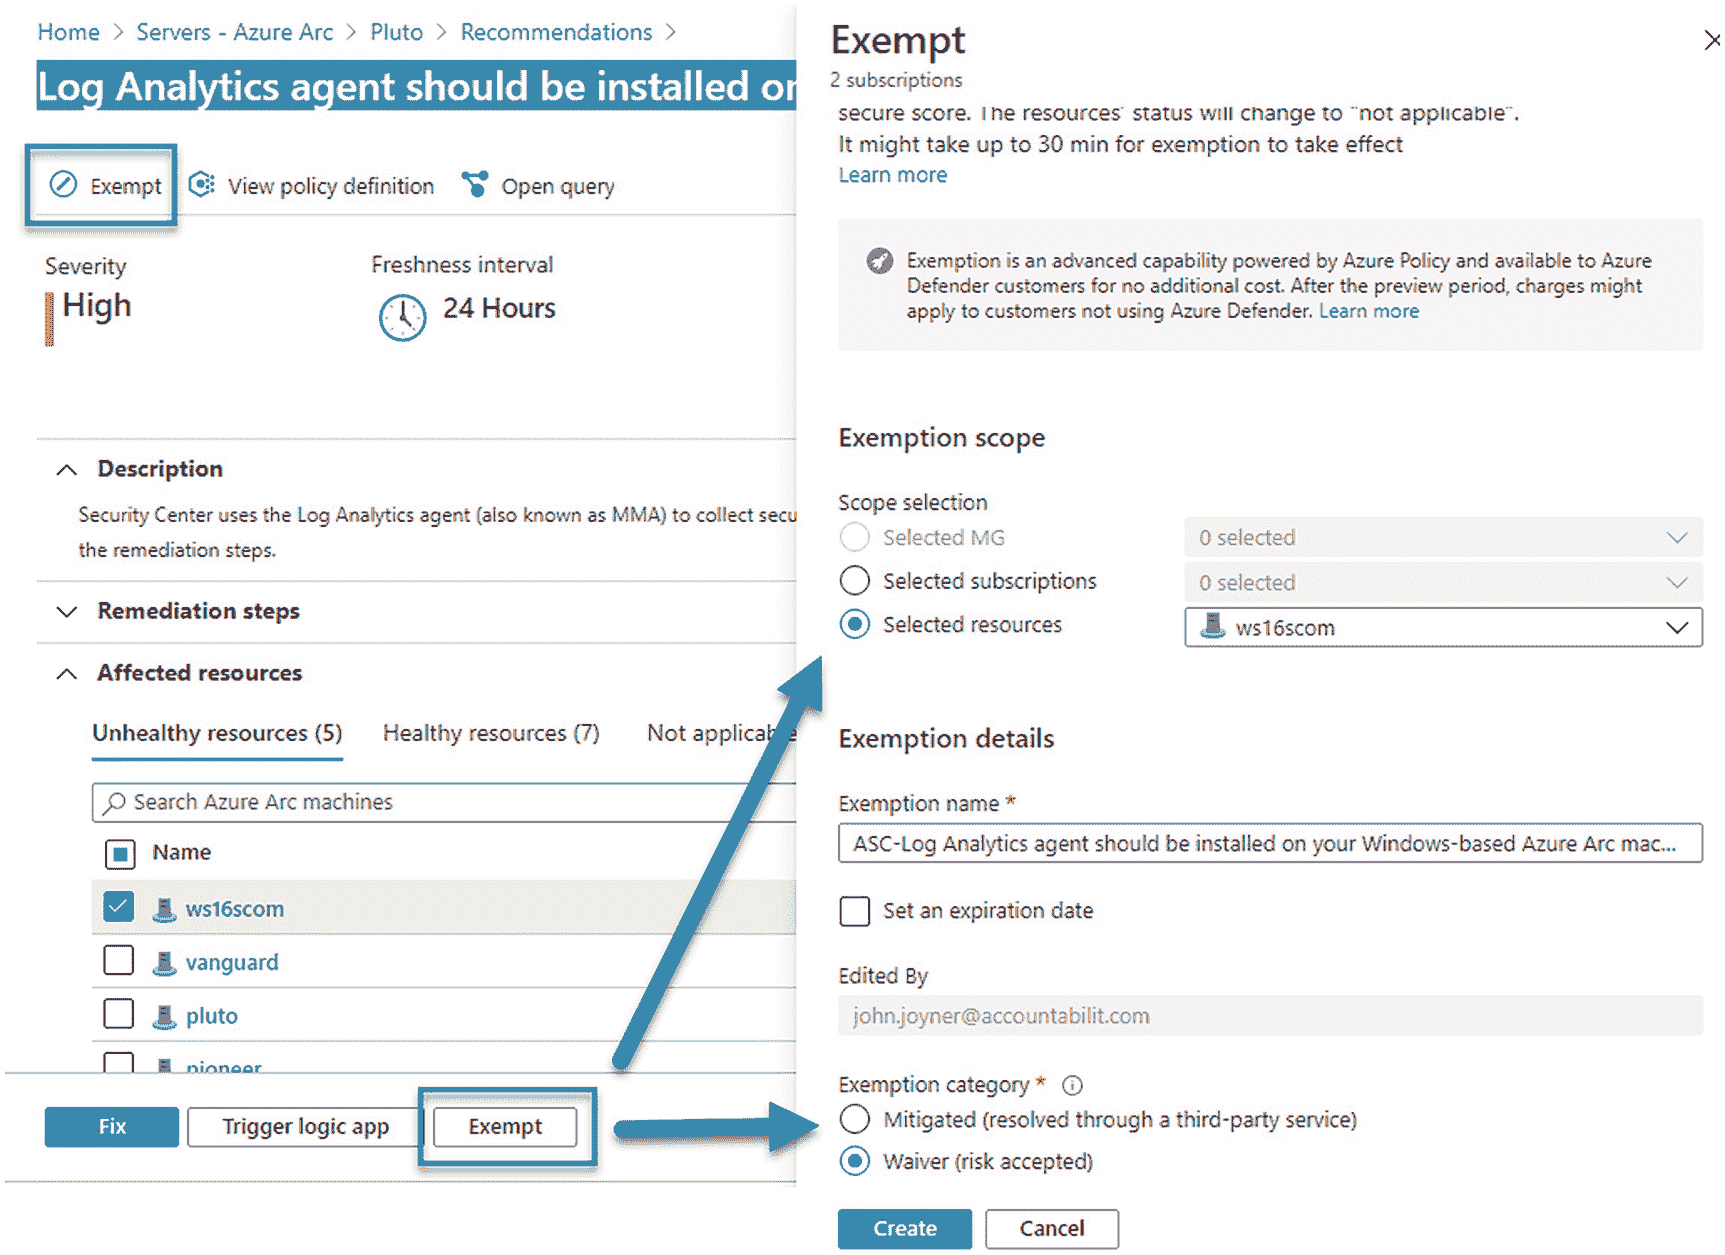 Home > Servers - Azure Arc > Pluto > Recommendations >
Log Analytics agent should be installed or
Exempt
View policy definition
Open query
Severity
High
Freshness interval
24 Hours
Description
Security Center uses the Log Analytics agent (also known as MMA) to collect secu
the remediation steps.
Remediation steps
Affected resources
Unhealthy resources (5)
Healthy resources (7)
Not applicable
Search Azure Arc machines
Name
ws16scom
vanguard
pluto
pioneer
Fix
Trigger logic app
Exempt
Exempt
2 subscriptions
secure score. The resources' status will change to "not applicable".
It might take up to 30 min for exemption to take effect
Learn more
Exemption is an advanced capability powered by Azure Policy and available to Azure
Defender customers for no additional cost. After the preview period, charges might
apply to customers not using Azure Defender. Learn more
Exemption scope
Scope selection
Selected MG
0 selected
Selected subscriptions
0 selected
Selected resources
ws16scom
Exemption details
Exemption name *
ASC-Log Analytics agent should be installed on your Windows-based Azure Arc mac...
Set an expiration date
Edited By
john.joyner@accountabilit.com
Exemption category *
Mitigated (resolved through a third-party service)
Waiver (risk accepted)
Create
Cancel